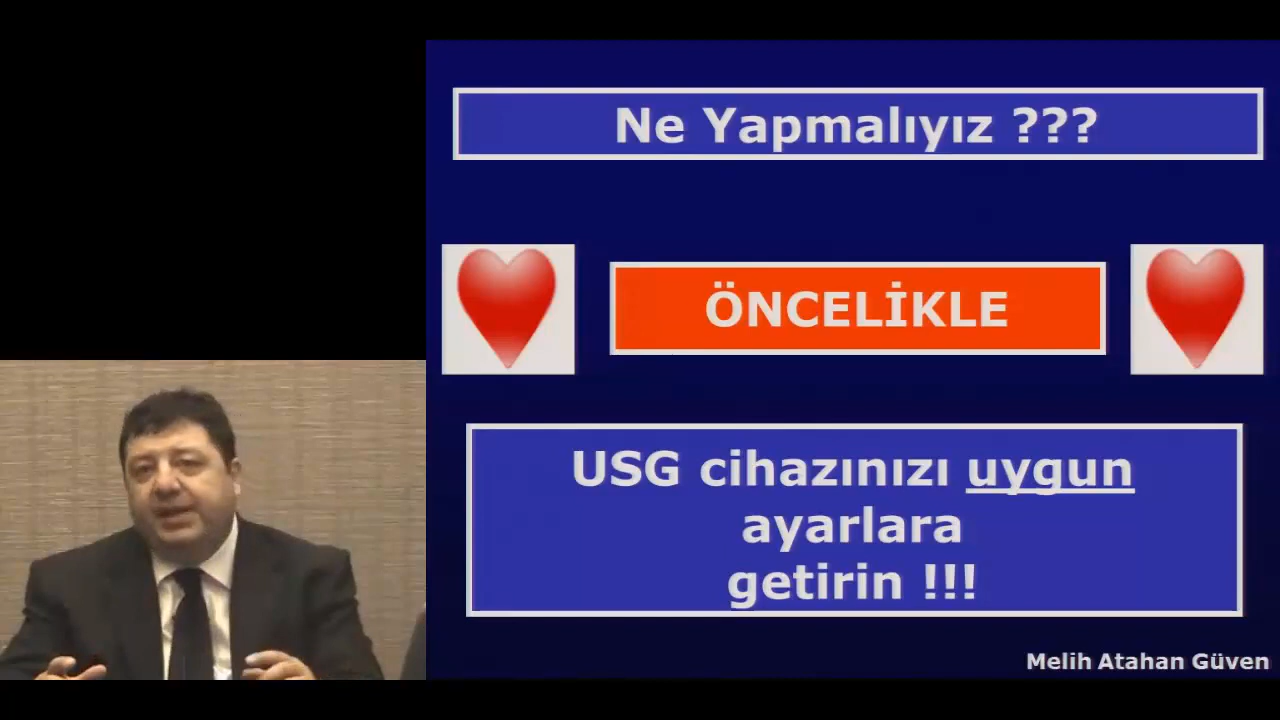 Ne Yapmalıyız ???
ÖNCELİKLE
USG cihazınızı uygun
ayarlara
getirin !!!
Melih Atahan Güven